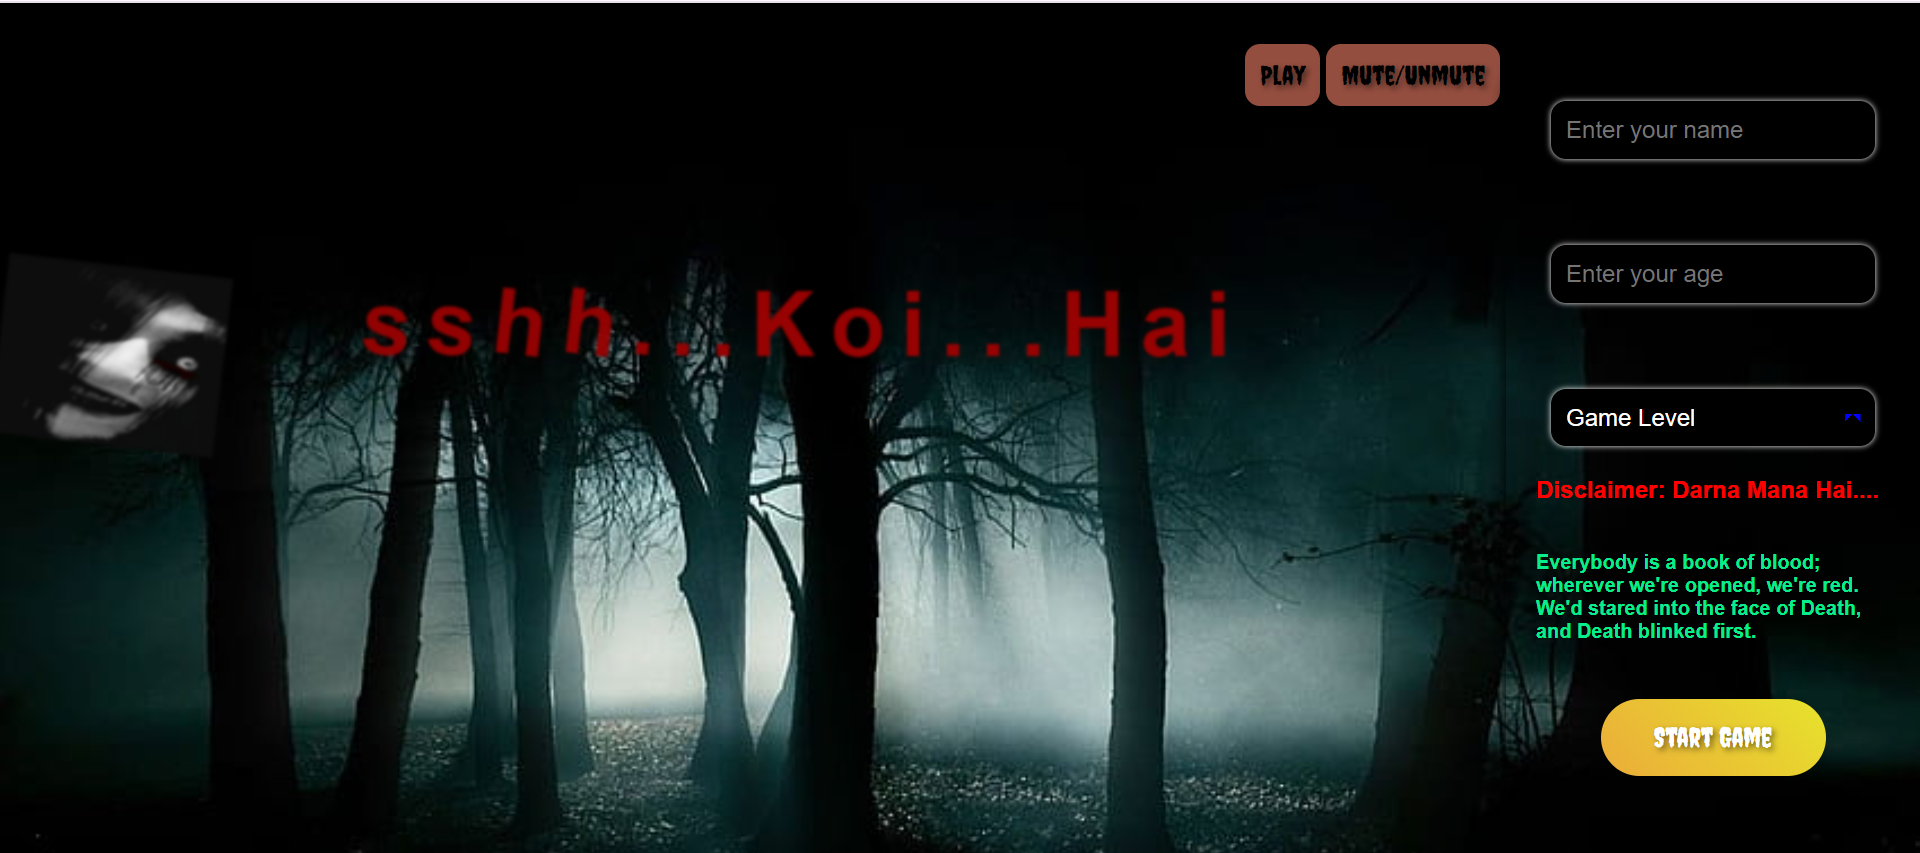 PLAY
MUTE/UNMUTE
Enter your name
Enter your age
sshh...Koi...Hai
Game Level
Disclaimer: Darna Mana Hai....
Everybody is a book of blood;
wherever we're opened, we're red.
We'd stared into the face of Death,
and Death blinked first.
START GAME